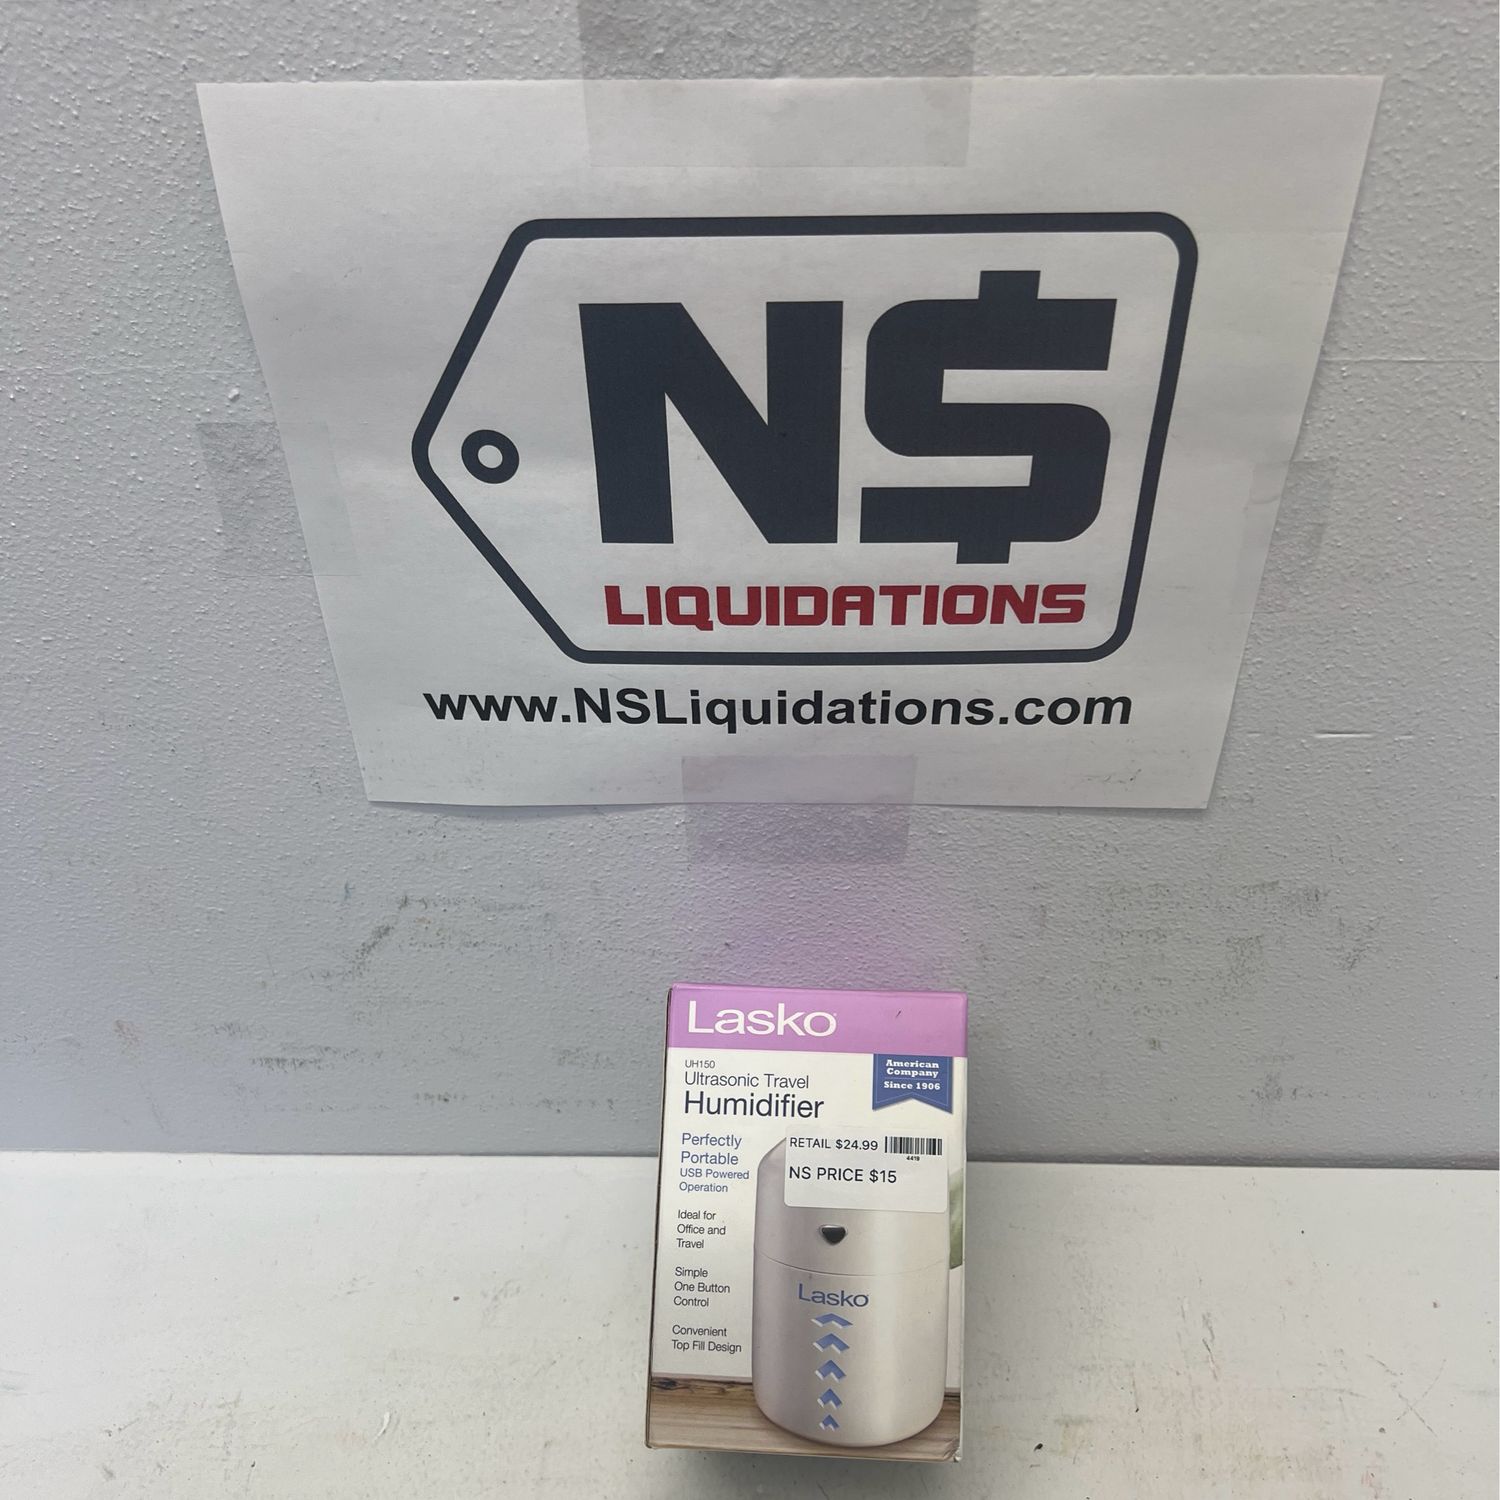 N$
LIQUIDATIONS
www.NSLiquidations.com
Lasko
UH150
Ultrasonic Travel
Humidifier
American
Company
Since 1906
Perfectly
Portable
USB Powered
Operation
RETAIL $24.99
4419
NS PRICE $15
Ideal for
Office and
Travel
Simple
One Button
Control
Convenient
Top Fill Design
Lasko